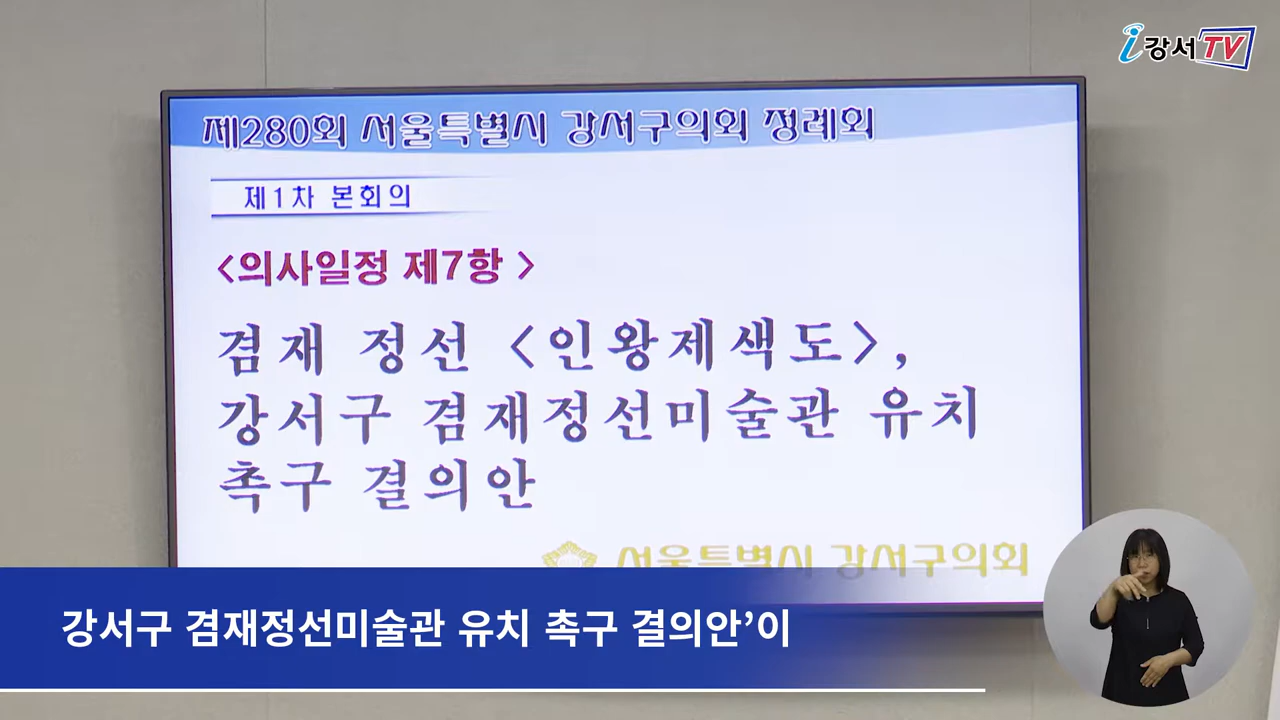 i강서TV
제280회 서울특별시 강서구의회 정례회
제1차 본회의
<의사일정 제7항 >
겸재 정선 <인왕제색도>,
강서구 겸재정선미술관 유치
촉구 결의안
서울특별시 강서구의회
강서구 겸재정선미술관 유치 촉구 결의안’이